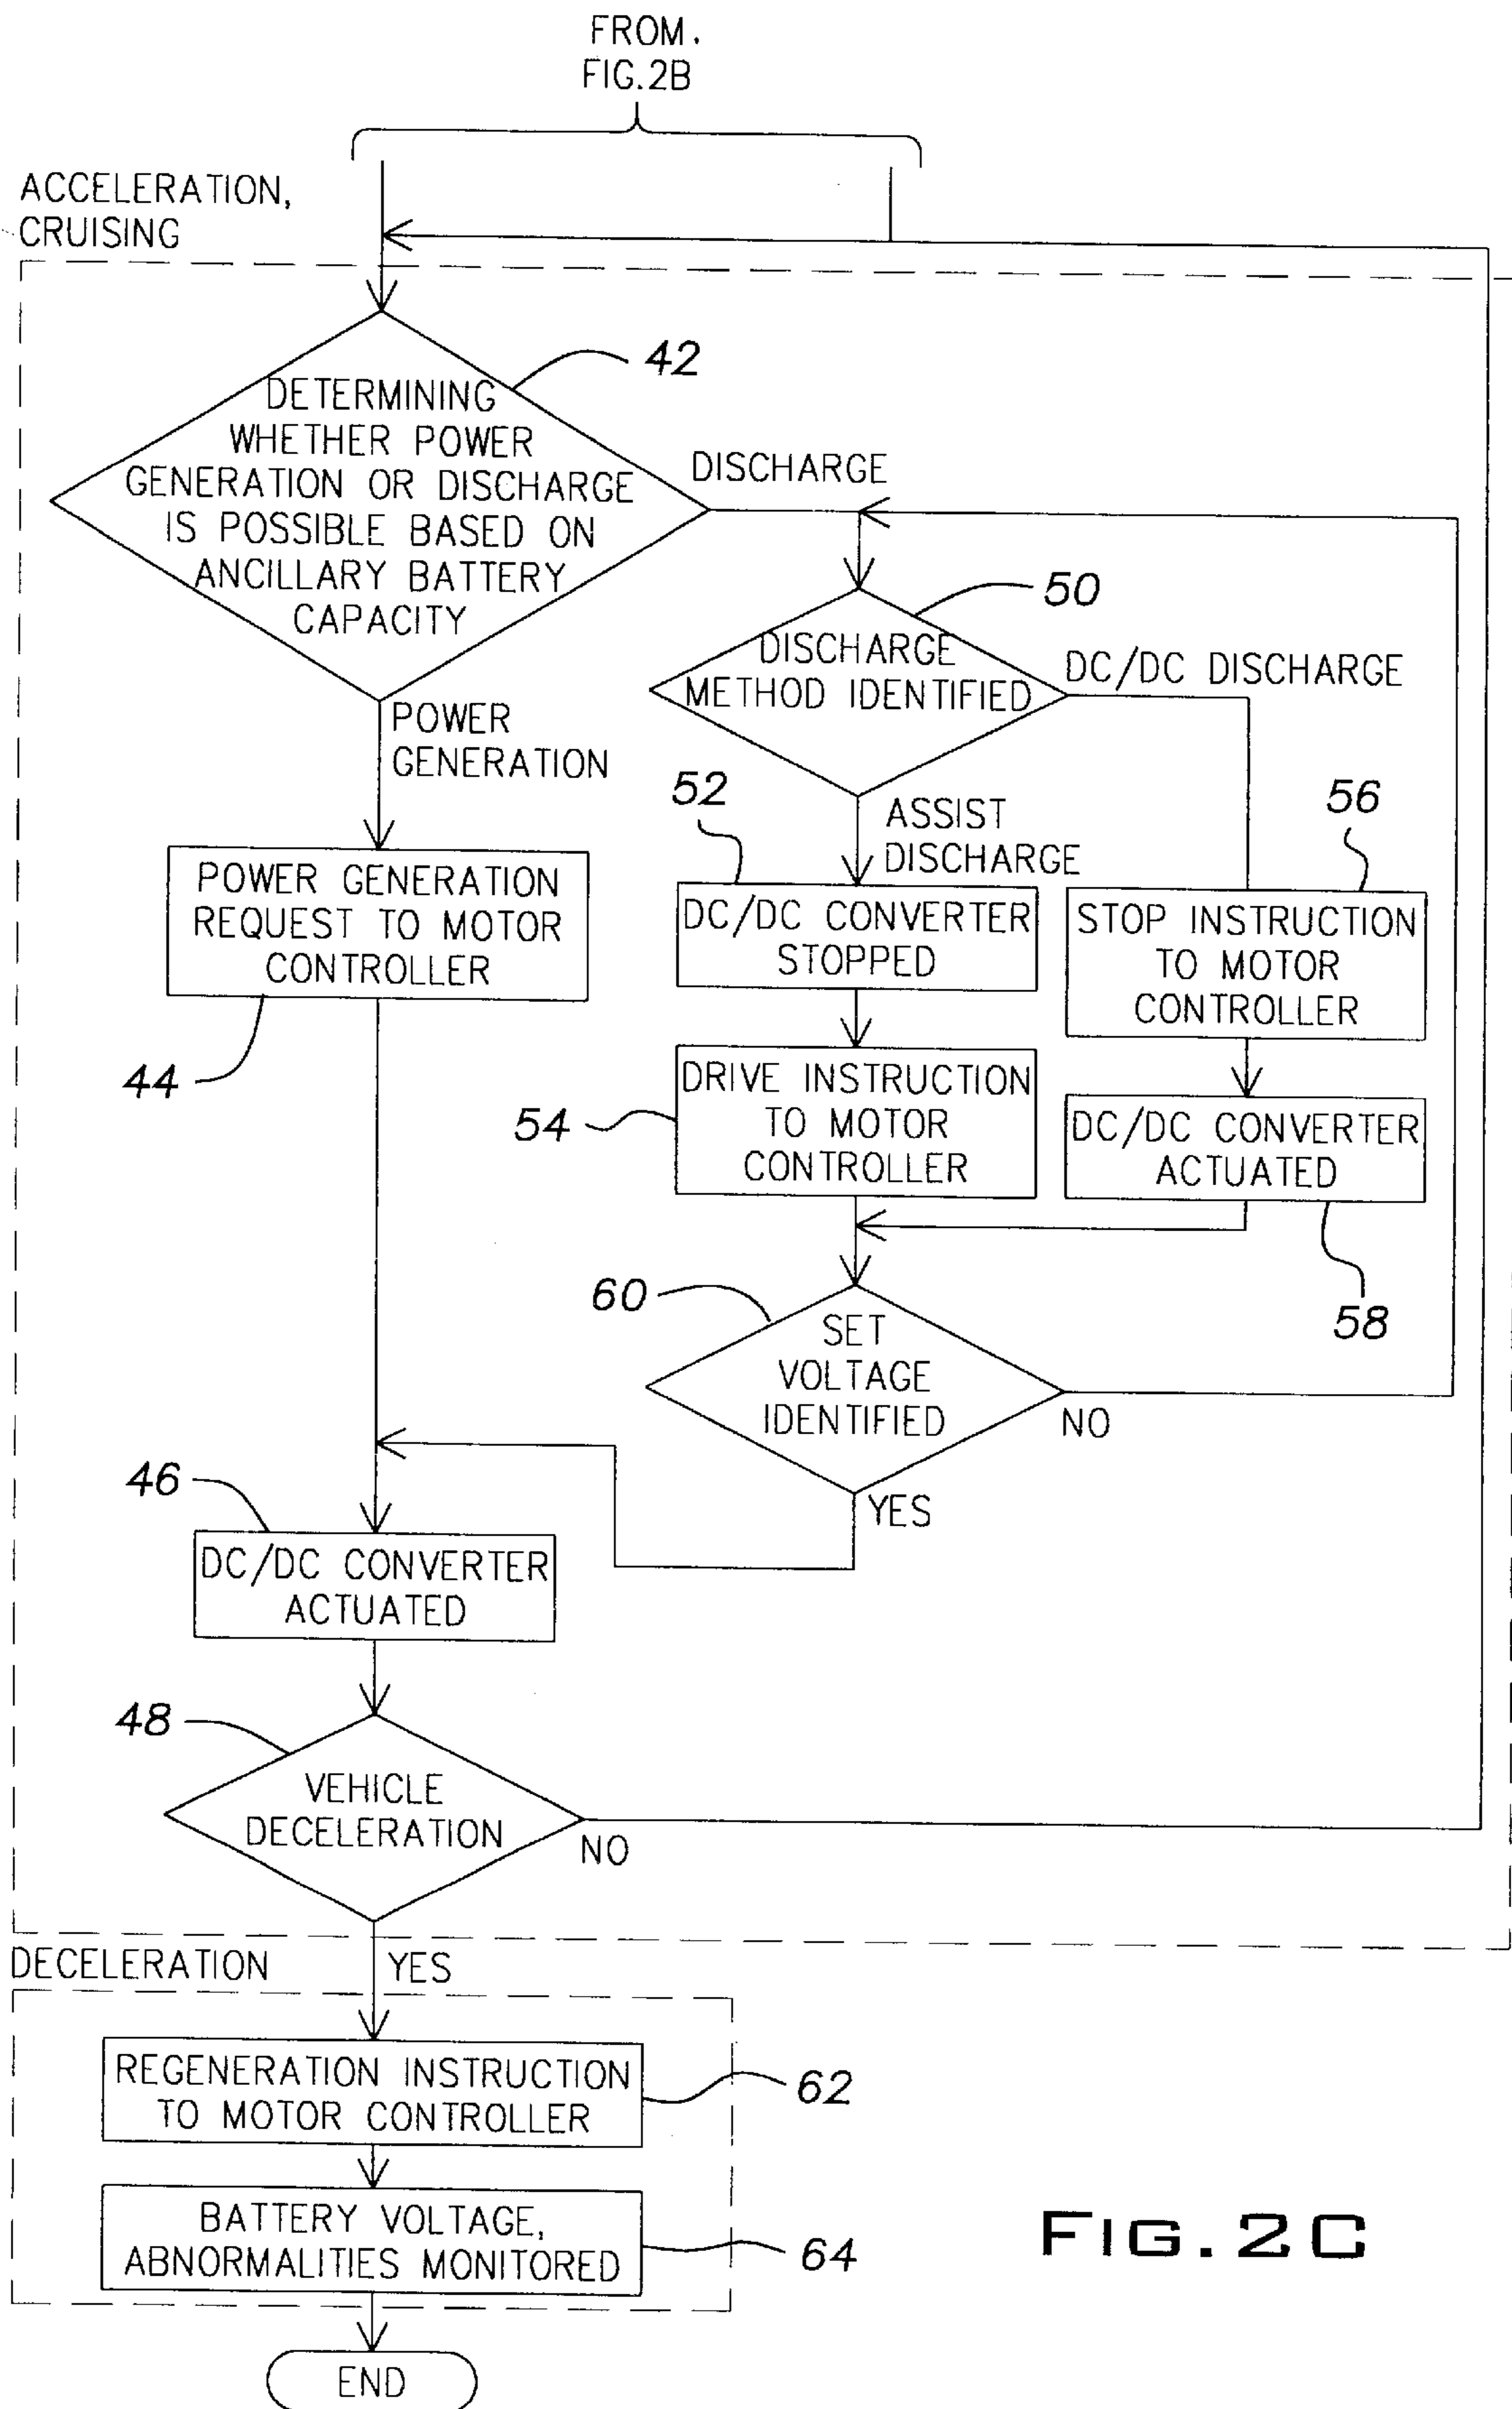 FROM.
FIG.2B
ACCELERATION,
CRUISING
42
DETERMINING
WHETHER POWER
GENERATION OR DISCHARGE
IS POSSIBLE BASED ON
ANCILLARY BATTERY
CAPACITY
DISCHARGE
50
DISCHARGE
METHOD IDENTIFIED
DC/DC DISCHARGE
POWER
GENERATION
52
ASSIST
DISCHARGE
56
POWER GENERATION
REQUEST TO MOTOR
CONTROLLER
44
DC/DC CONVERTER
STOPPED
STOP INSTRUCTION
TO MOTOR
CONTROLLER
54
DRIVE INSTRUCTION
TO MOTOR
CONTROLLER
DC/DC CONVERTER
ACTUATED
58
60
SET
VOLTAGE
IDENTIFIED
NO
YES
46
DC/DC CONVERTER
ACTUATED
48
VEHICLE
DECELERATION
NO
DECELERATION
YES
REGENERATION INSTRUCTION
TO MOTOR CONTROLLER
62
BATTERY VOLTAGE,
ABNORMALITIES MONITORED
64
END
FIG.2C